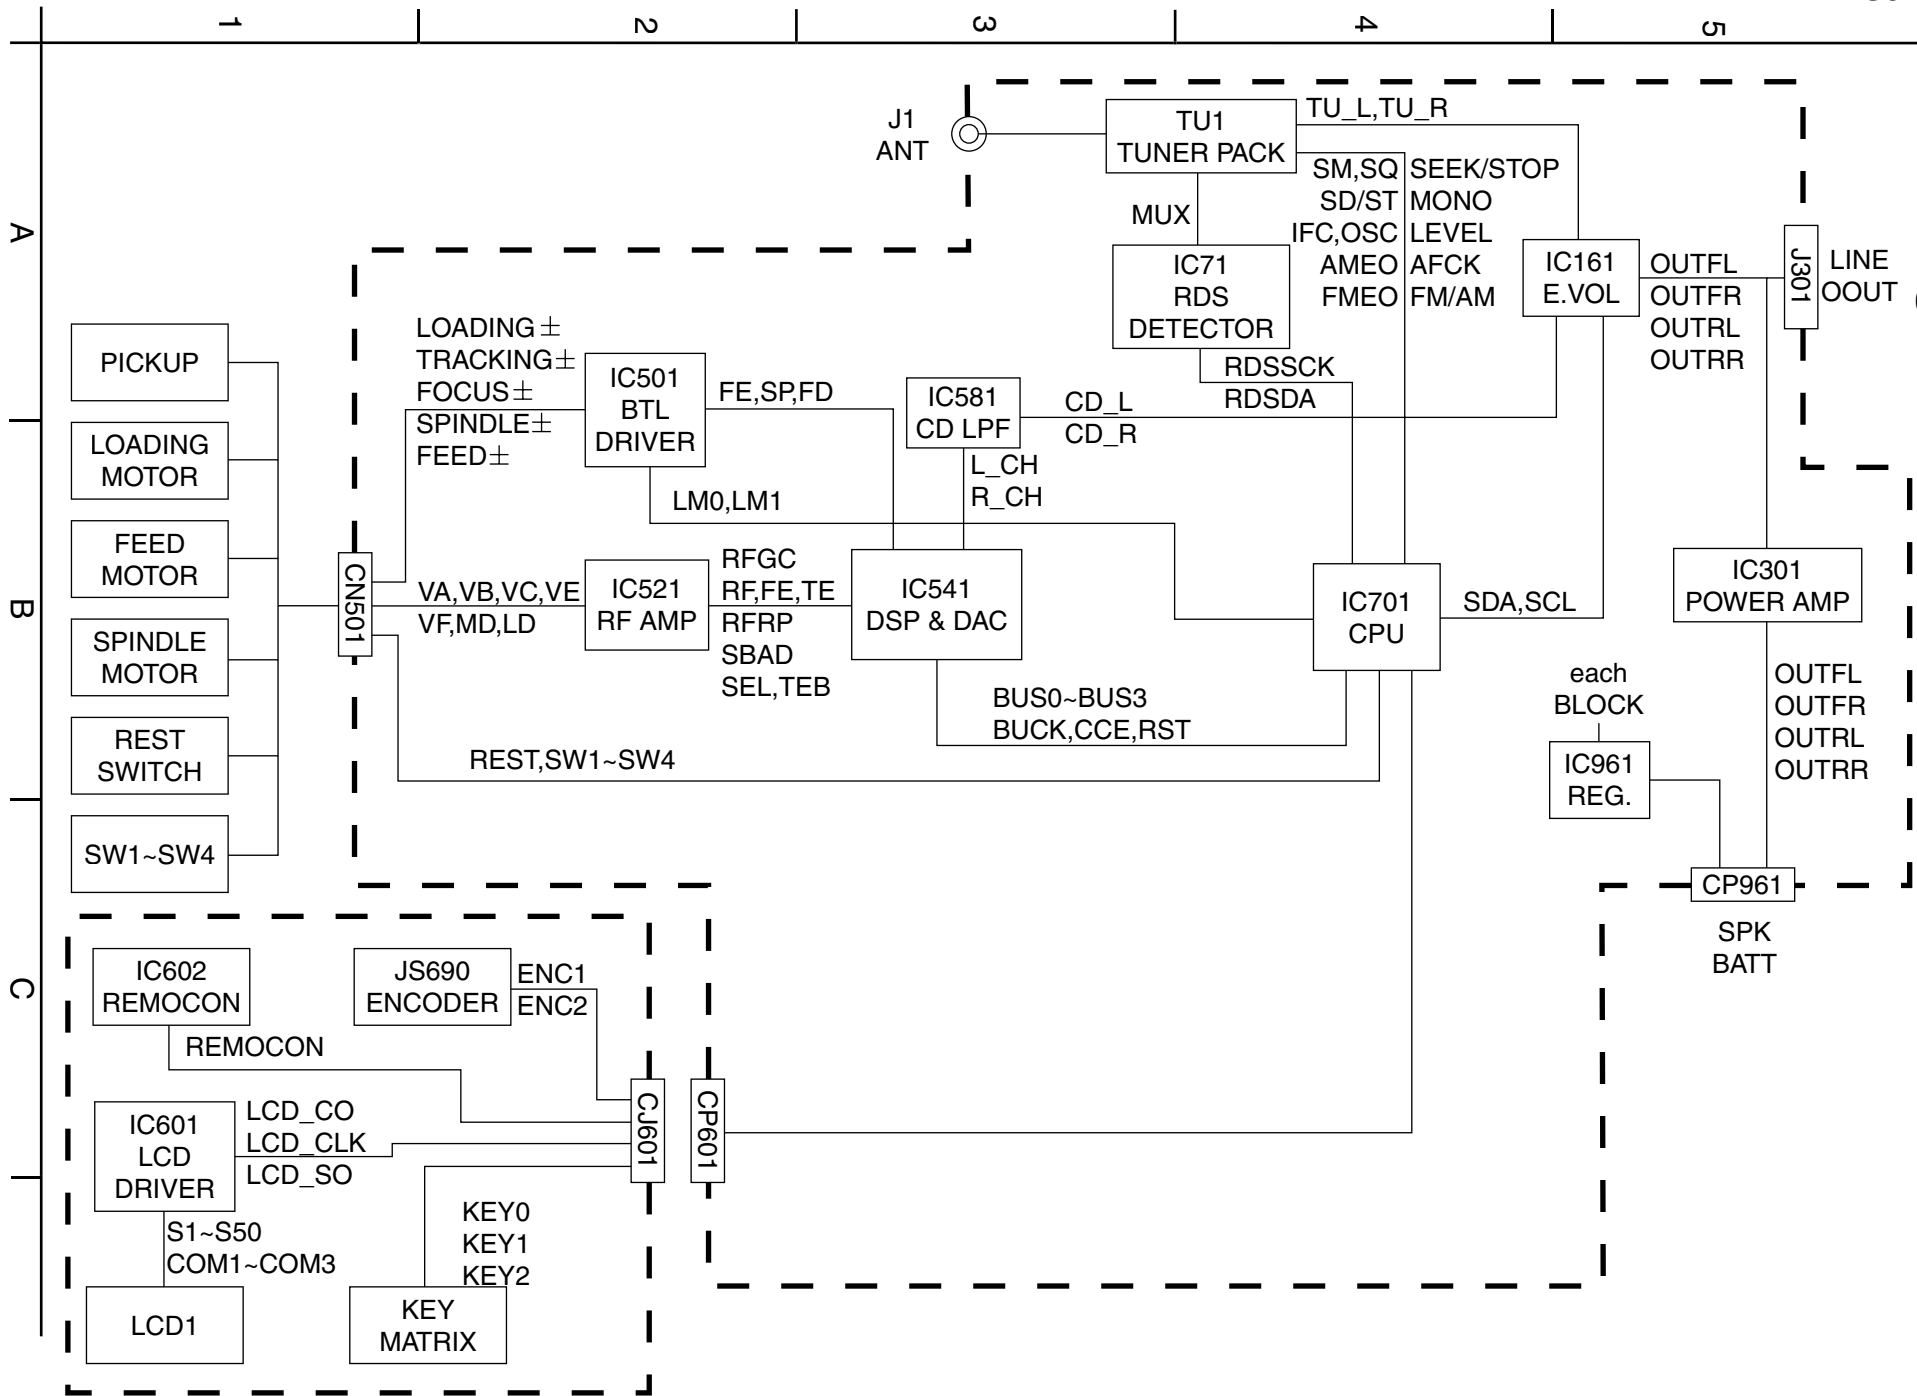 1
2
3
4
5
A
B
C
J1
ANT
TU1
TUNER PACK
TU_L,TU_R
SM,SQ
SD/ST
IFC,OSC
AMEO
FMEO
SEEK/STOP
MONO
LEVEL
AFCK
FM/AM
MUX
IC71
RDS
DETECTOR
RDSSCK
RDSDA
IC161
E.VOL
OUTFL
OUTFR
OUTRL
OUTRR
J301
LINE
OOUT
PICKUP
LOADING
MOTOR
FEED
MOTOR
SPINDLE
MOTOR
REST
SWITCH
SW1~SW4
CN501
LOADING±
TRACKING±
FOCUS±
SPINDLE±
FEED±
IC501
BTL
DRIVER
FE,SP,FD
LM0,LM1
IC581
CD LPF
CD_L
CD_R
L_CH
R_CH
VA,VB,VC,VE
VF,MD,LD
IC521
RF AMP
RFGC
RF,FE,TE
RFRP
SBAD
SEL,TEB
IC541
DSP & DAC
BUS0~BUS3
BUCK,CCE,RST
REST,SW1~SW4
IC701
CPU
SDA,SCL
IC301
POWER AMP
OUTFL
OUTFR
OUTRL
OUTRR
each
BLOCK
IC961
REG.
CP961
SPK
BATT
IC602
REMOCON
REMOCON
JS690
ENCODER
ENC1
ENC2
IC601
LCD
DRIVER
LCD_CO
LCD_CLK
LCD_SO
S1~S50
COM1~COM3
LCD1
KEY0
KEY1
KEY2
KEY
MATRIX
CJ601
CP601